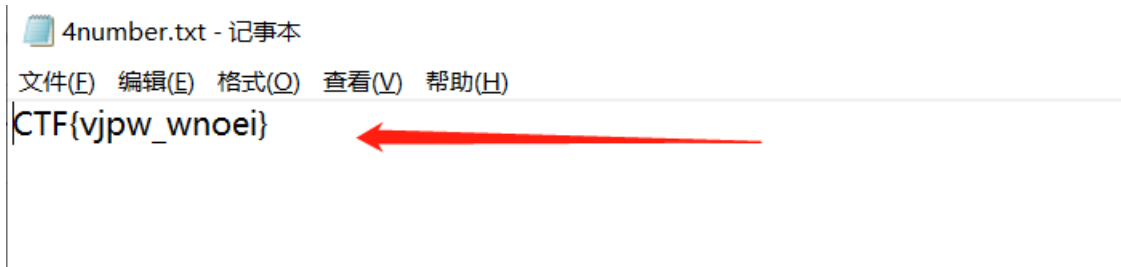 4number.txt - 记事本
文件(F) 编辑(E) 格式(O) 查看(V) 帮助(H)
CTF{vjpw_wnoei}